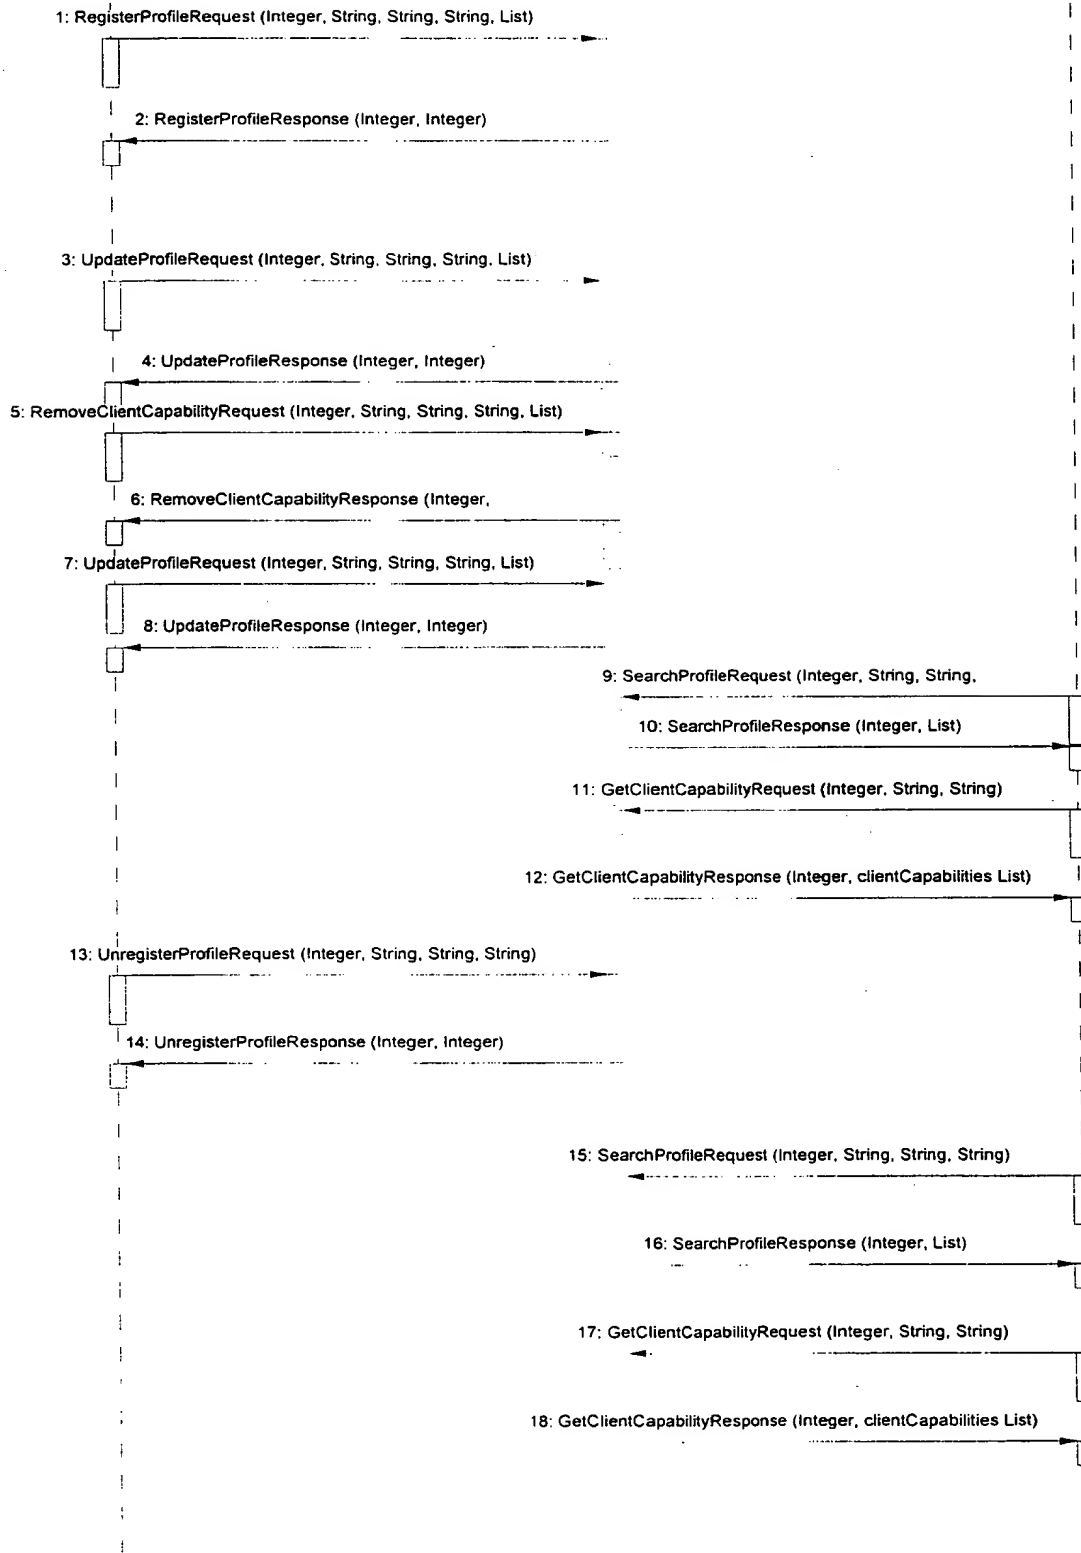 1: RegisterProfileRequest (Integer, String, String, String, List)
2: RegisterProfileResponse (Integer, Integer)
3: UpdateProfileRequest (Integer, String, String, String, List)
4: UpdateProfileResponse (Integer, Integer)
5: RemoveClientCapabilityRequest (Integer, String, String, String, List)
6: RemoveClientCapabilityResponse (Integer,
7: UpdateProfileRequest (Integer, String, String, String, List)
8: UpdateProfileResponse (Integer, Integer)
9: SearchProfileRequest (Integer, String, String,
10: SearchProfileResponse (Integer, List)
11: GetClientCapabilityRequest (Integer, String, String)
12: GetClientCapabilityResponse (Integer, clientCapabilities List)
13: UnregisterProfileRequest (Integer, String, String, String)
14: UnregisterProfileResponse (Integer, Integer)
15: SearchProfileRequest (Integer, String, String, String)
16: SearchProfileResponse (Integer, List)
17: GetClientCapabilityRequest (Integer, String, String)
18: GetClientCapabilityResponse (Integer, clientCapabilities List)